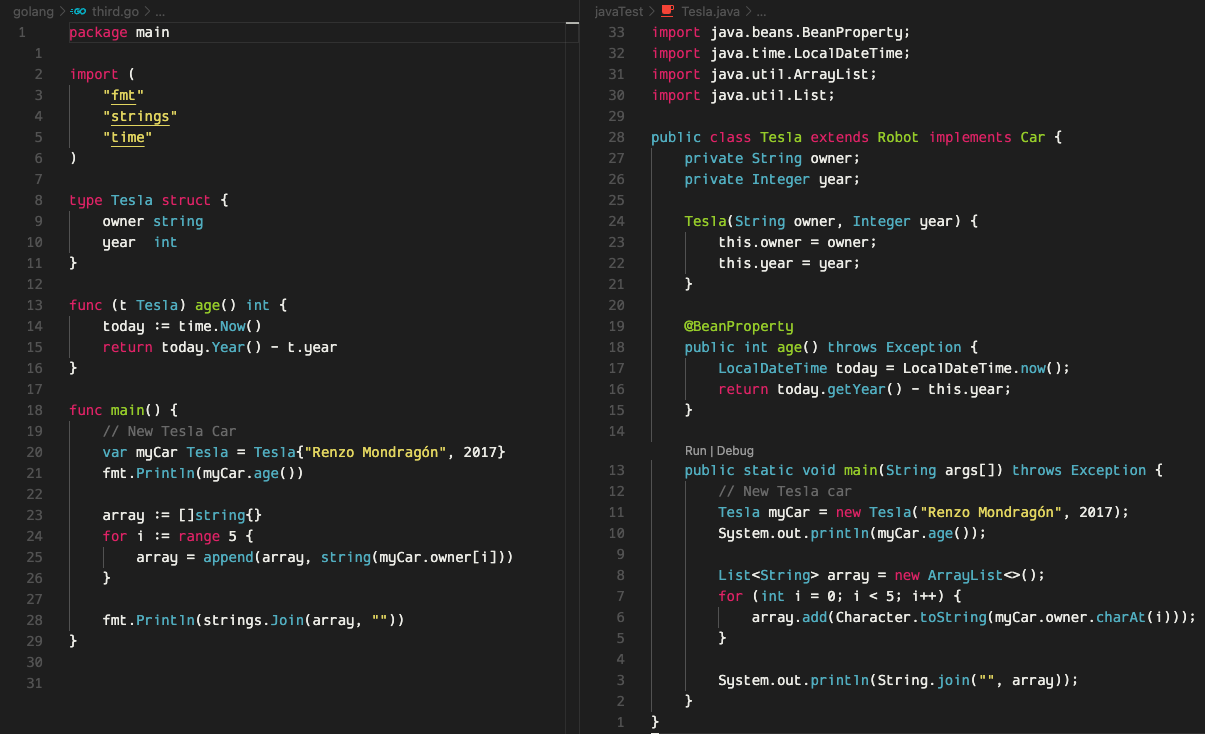 golang > GO third.go > ...
1 package main
1
2 import (
3 "fmt"
4 "strings"
5 "time"
6 )
7
8 type Tesla struct {
9 owner string
10 year  int
11 }
12
13 func (t Tesla) age() int {
14 today := time.Now()
15 return today.Year() - t.year
16 }
17
18 func main() {
19 // New Tesla Car
20 var myCar Tesla = Tesla{"Renzo Mondragón", 2017}
21 fmt.Println(myCar.age())
22
23 array := []string{}
24 for i := range 5 {
25 array = append(array, string(myCar.owner[i]))
26 }
27
28 fmt.Println(strings.Join(array, ""))
29 }
30
31
javaTest > Tesla.java > ...
33 import java.beans.BeanProperty;
32 import java.time.LocalDateTime;
31 import java.util.ArrayList;
30 import java.util.List;
29
28 public class Tesla extends Robot implements Car {
27 private String owner;
26 private Integer year;
25
24 Tesla(String owner, Integer year) {
23 this.owner = owner;
22 this.year = year;
21 }
20
19 @BeanProperty
18 public int age() throws Exception {
17 LocalDateTime today = LocalDateTime.now();
16 return today.getYear() - this.year;
15 }
14
Run | Debug
13 public static void main(String args[]) throws Exception {
12 // New Tesla car
11 Tesla myCar = new Tesla("Renzo Mondragón", 2017);
10 System.out.println(myCar.age());
9
8 List<String> array = new ArrayList<>();
7 for (int i = 0; i < 5; i++) {
6 array.add(Character.toString(myCar.owner.charAt(i)));
5 }
4
3 System.out.println(String.join("", array));
2 }
1 }